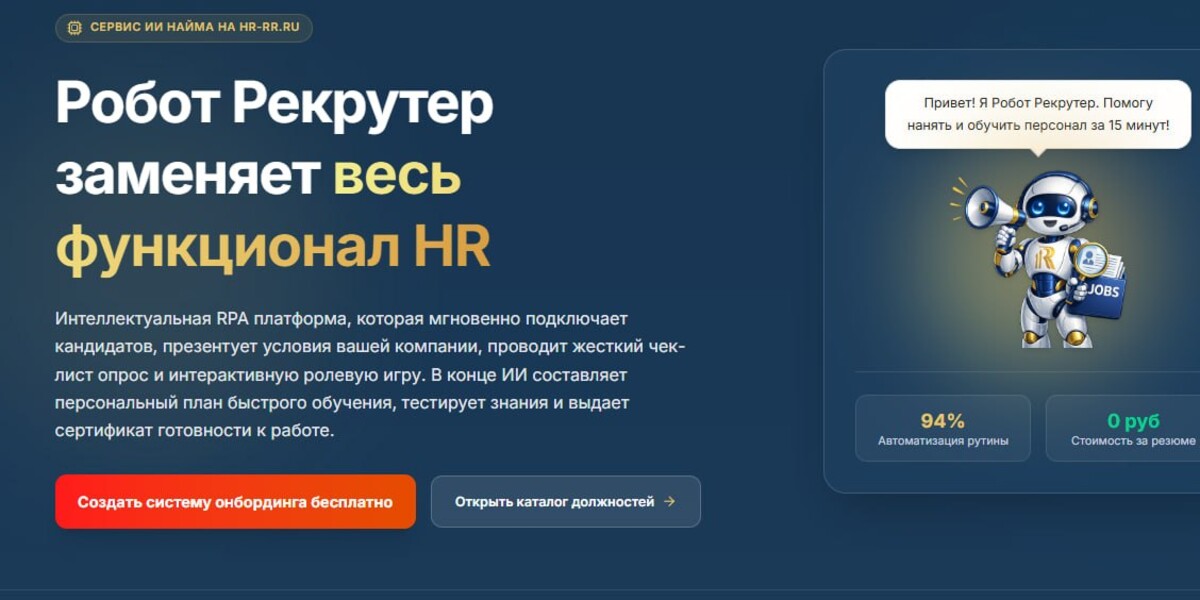 СЕРВИС ИИ НАЙМА НА HR-RR.RU
Робот Рекрутер
заменяет весь
функционал HR
Интеллектуальная RPA платформа, которая мгновенно подключает
кандидатов, презентует условия вашей компании, проводит жесткий чек-
лист опрос и интерактивную ролевую игру. В конце ИИ составляет
персональный план быстрого обучения, тестирует знания и выдает
сертификат готовности к работе.
Создать систему онбординга бесплатно
Открыть каталог должностей →
Привет! Я Робот Рекрутер. Помогу
нанять и обучить персонал за 15 минут!
R
JOBS
94%
Автоматизация рутины
0 руб
Стоимость за резюме